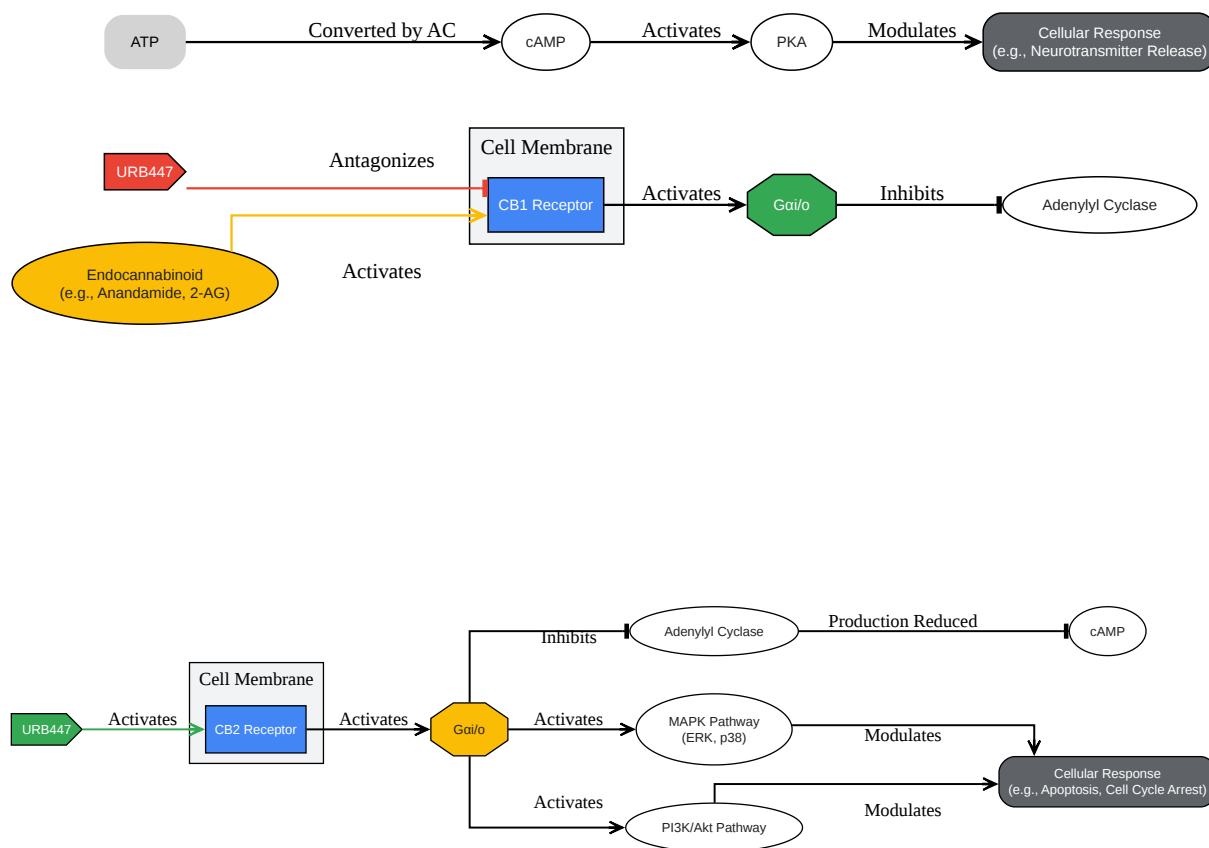 ATP
Converted by AC
cAMP
Activates
PKA
Modulates
Cellular Response
(e.g., Neurotransmitter Release)
URB447
Antagonizes
Cell Membrane
CB1 Receptor
Activates
Gαi/o
Inhibits
Adenylyl Cyclase
Endocannabinoid
(e.g., Anandamide, 2-AG)
Activates
Inhibits
Adenylyl Cyclase
Production Reduced
cAMP
URB447
Activates
Cell Membrane
CB2 Receptor
Activates
Gαi/o
Activates
MAPK Pathway
(ERK, p38)
Modulates
Cellular Response
(e.g., Apoptosis, Cell Cycle Arrest)
Activates
PI3K/Akt Pathway
Modulates